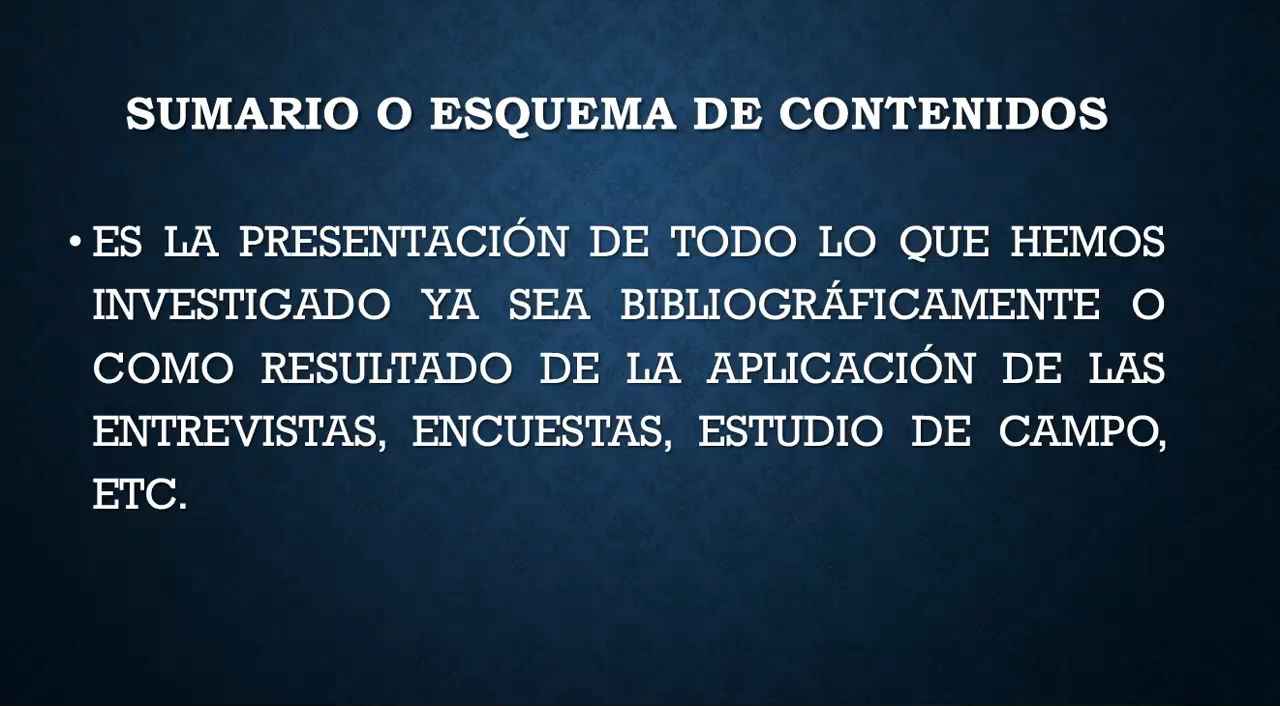 SUMARIO O ESQUEMA DE CONTENIDOS
• ES LA PRESENTACIÓN DE TODO LO QUE HEMOS
INVESTIGADO YA SEA BIBLIOGRÁFICAMENTE O
COMO RESULTADO DE LA APLICACIÓN DE LAS
ENTREVISTAS, ENCUESTAS, ESTUDIO DE CAMPO,
ETC.